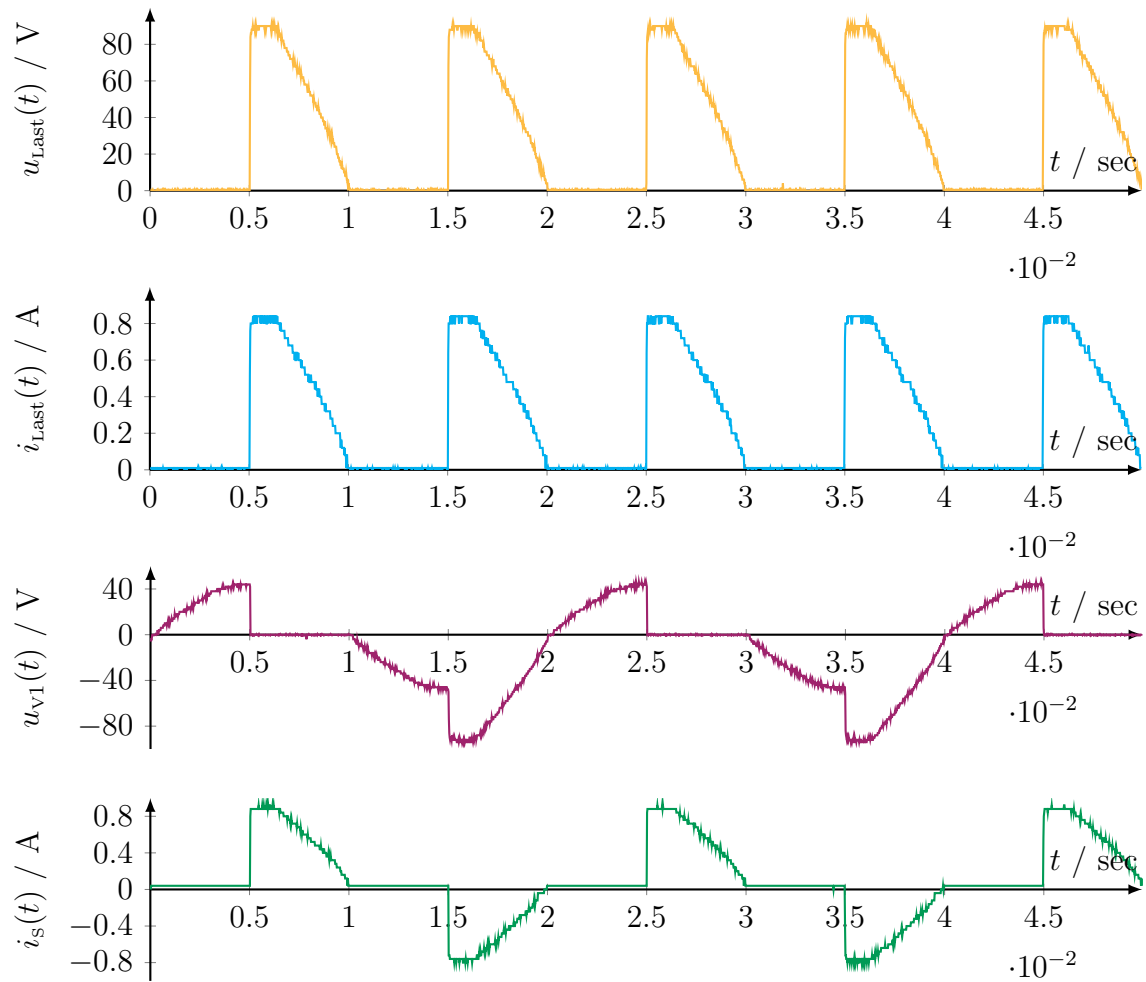 u_Last(t) / V
80
60
40
20
0
t / sec
0 0.5 1 1.5 2 2.5 3 3.5 4 4.5
·10⁻²
i_Last(t) / A
0.8
0.6
0.4
0.2
0
t / sec
0 0.5 1 1.5 2 2.5 3 3.5 4 4.5
·10⁻²
u_V1(t) / V
40
0
−40
−80
t / sec
0.5 1 1.5 2 2.5 3 3.5 4 4.5
·10⁻²
i_S(t) / A
0.8
0.4
0
−0.4
−0.8
t / sec
0.5 1 1.5 2 2.5 3 3.5 4 4.5
·10⁻²